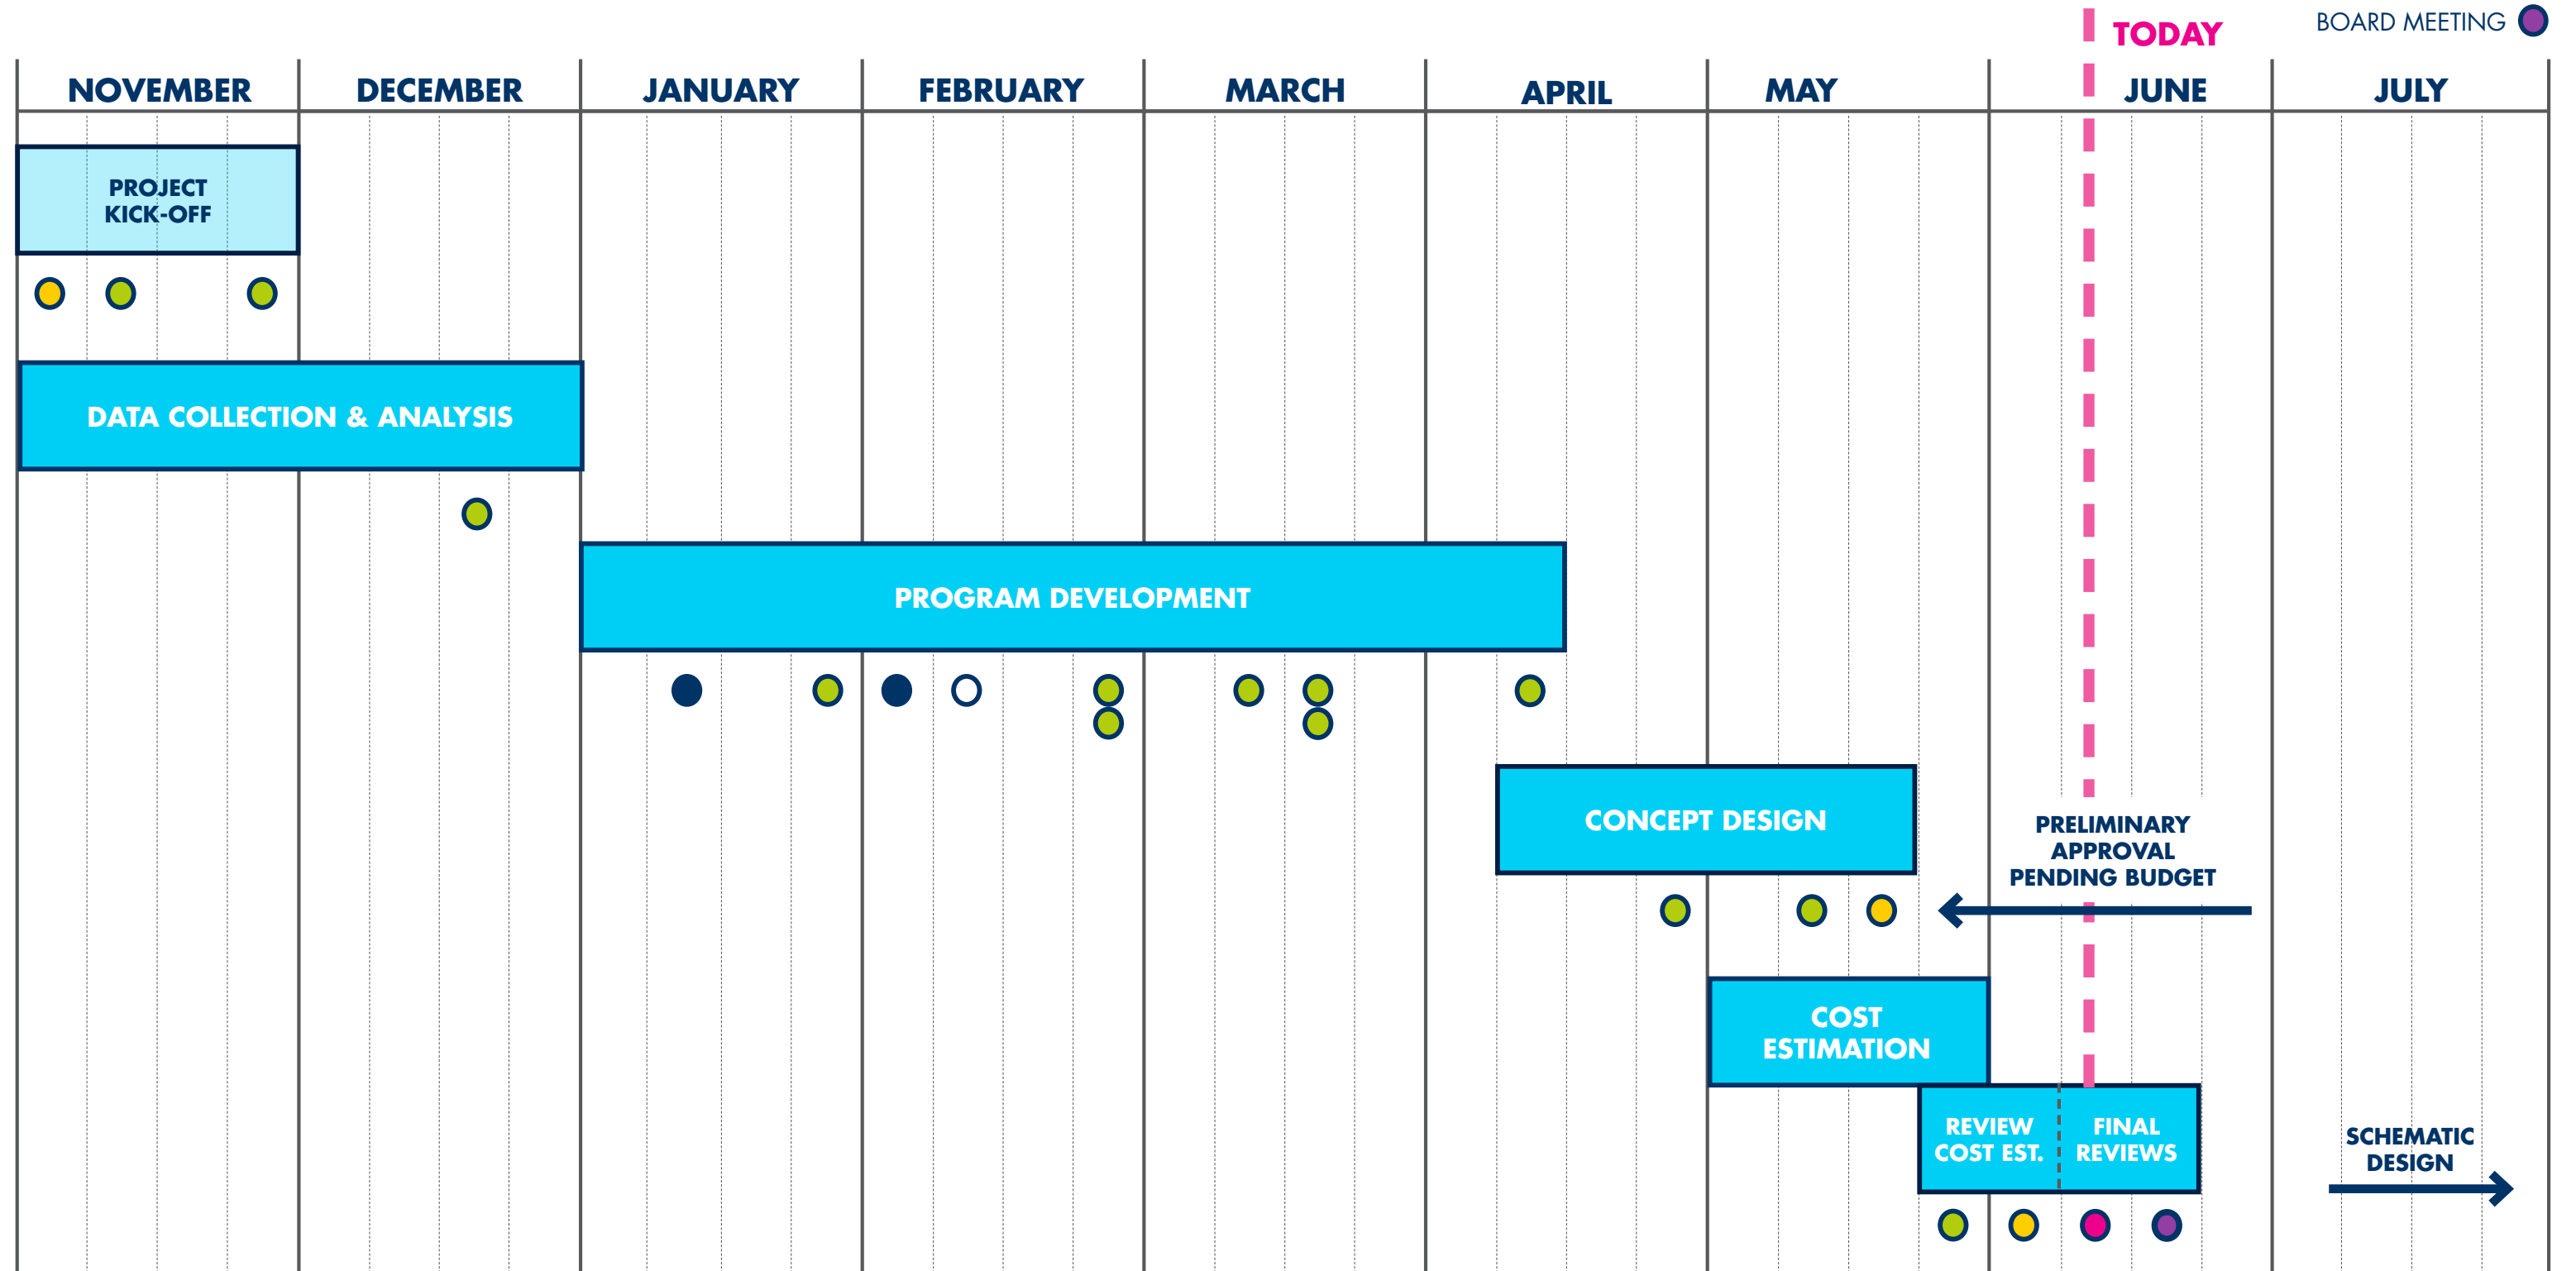 TODAY
BOARD MEETING
NOVEMBER
DECEMBER
JANUARY
FEBRUARY
MARCH
APRIL
MAY
JUNE
JULY
PROJECT
KICK-OFF
DATA COLLECTION & ANALYSIS
PROGRAM DEVELOPMENT
CONCEPT DESIGN
PRELIMINARY
APPROVAL
PENDING BUDGET
COST
ESTIMATION
REVIEW
COST EST.
FINAL
REVIEWS
SCHEMATIC
DESIGN